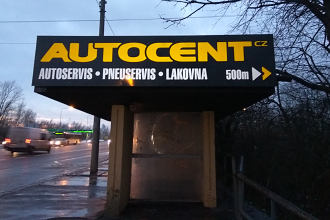 AUTOCENT CZ
AUTOSERVIS • PNEUSERVIS • LAKOVNA 500m